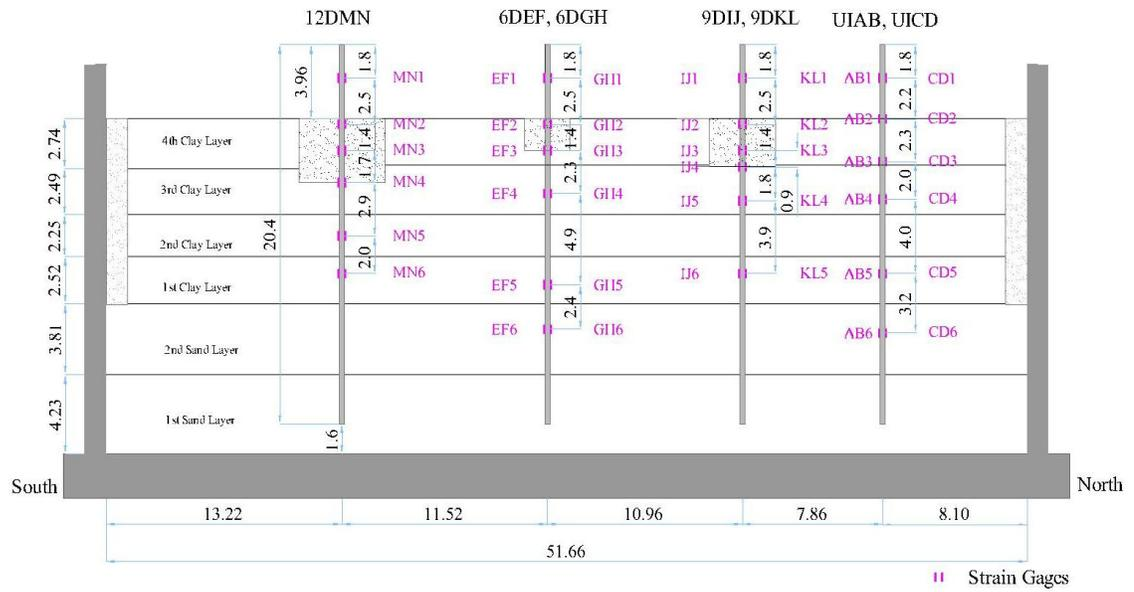 12DMN
6DEF, 6DGH
9DIJ, 9DKL
UIAB, UICD
3.96
1.8
1.8
1.8
1.8
MN1
EF1
GH1
IJ1
KL1
AB1
CD1
2.5
2.5
2.5
2.2
MN2
EF2
GH2
IJ2
KL2
AB2
CD2
2.74
4th Clay Layer
1.4
1.4
1.4
2.3
MN3
EF3
GH3
IJ3
KL3
AB3
CD3
1.7
2.3
IJ4
MN4
2.49
3rd Clay Layer
EF4
GH4
1.8
0.9
2.0
IJ5
KL4
AB4
CD4
2.9
20.4
MN5
4.9
3.9
4.0
2.25
2nd Clay Layer
2.0
MN6
IJ6
KL5
AB5
CD5
2.52
1st Clay Layer
EF5
GH5
2.4
3.2
EF6
GH6
AB6
CD6
3.81
2nd Sand Layer
4.23
1st Sand Layer
1.6
South
North
13.22
11.52
10.96
7.86
8.10
51.66
Strain Gages